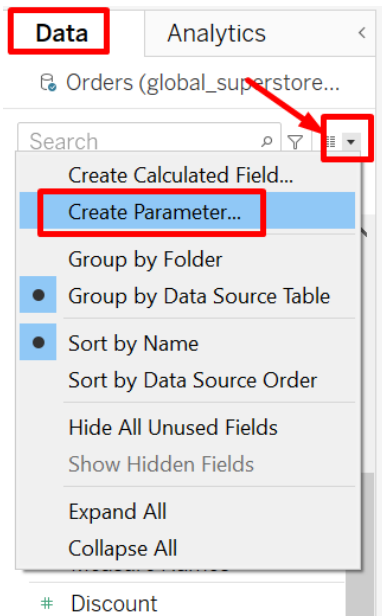 Data Analytics <
Orders (global_superstore...
Search
Create Calculated Field...
Create Parameter...
Group by Folder
Group by Data Source Table
Sort by Name
Sort by Data Source Order
Hide All Unused Fields
Show Hidden Fields
Expand All
Collapse All
Measure Names
# Discount